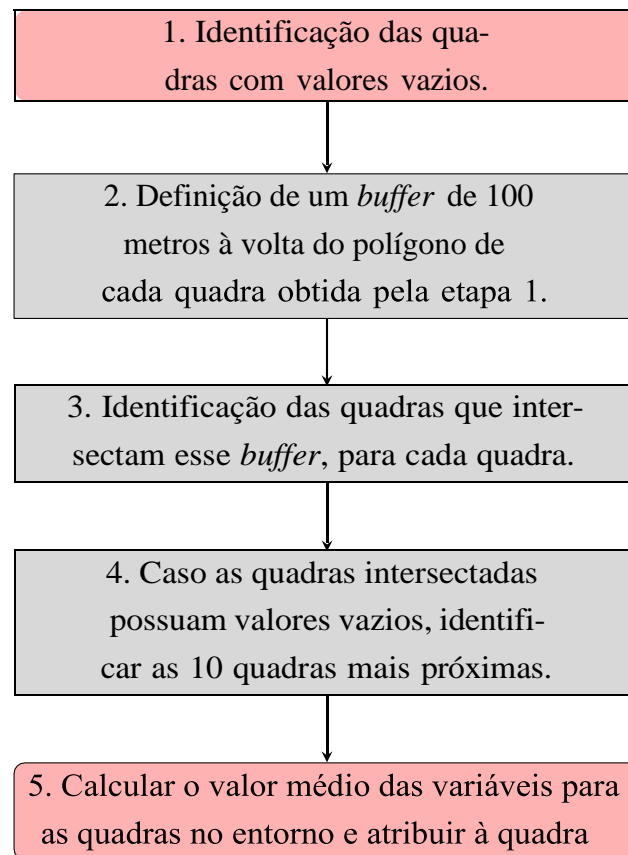 1. Identificação das qua-
dras com valores vazios.
2. Definição de um buffer de 100
metros à volta do polígono de
cada quadra obtida pela etapa 1.
3. Identificação das quadras que inter-
sectam esse buffer, para cada quadra.
4. Caso as quadras intersectadas
possuam valores vazios, identifi-
car as 10 quadras mais próximas.
5. Calcular o valor médio das variáveis para
as quadras no entorno e atribuir à quadra